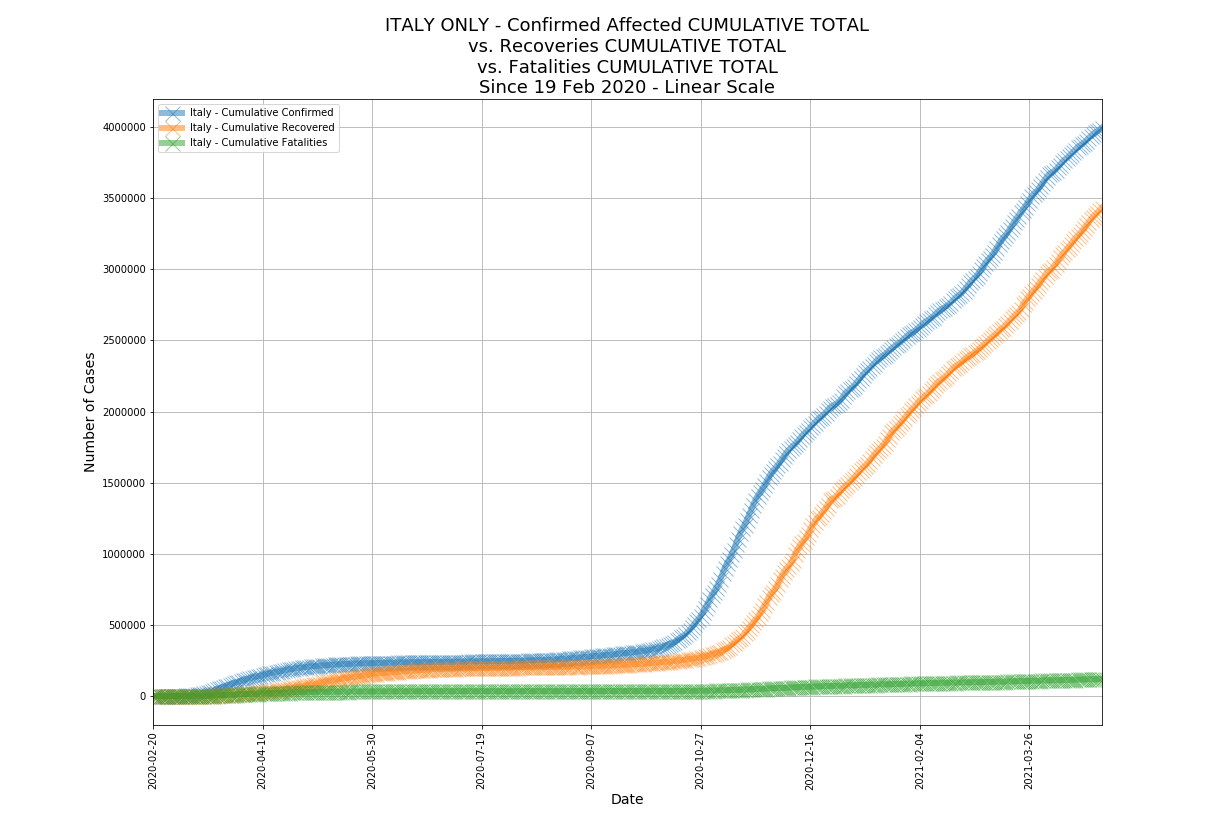 ITALY ONLY - Confirmed Affected CUMULATIVE TOTAL
vs. Recoveries CUMULATIVE TOTAL
vs. Fatalities CUMULATIVE TOTAL
Since 19 Feb 2020 - Linear Scale
Italy - Cumulative Confirmed
Italy - Cumulative Recovered
Italy - Cumulative Fatalities
Number of Cases
4000000
3500000
3000000
2500000
2000000
1500000
1000000
500000
0
2020-02-20
2020-04-10
2020-05-30
2020-07-19
2020-09-07
2020-10-27
2020-12-16
2021-02-04
2021-03-26
Date